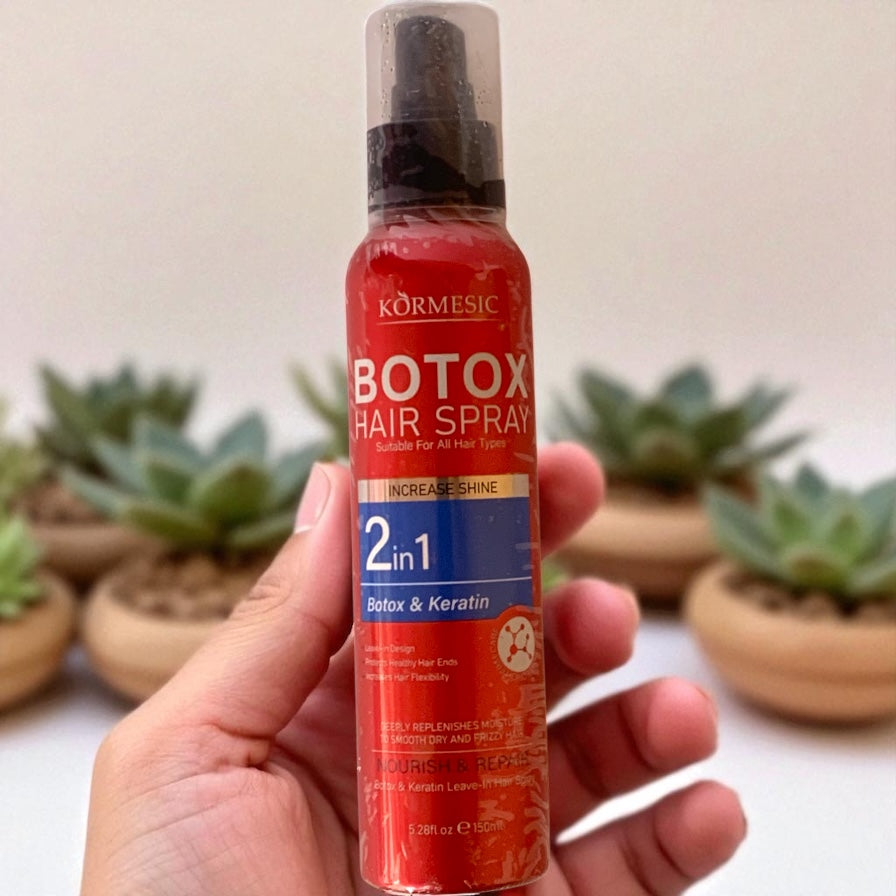 KORMESIC
BOTOX
HAIR SPRAY
Suitable For All Hair Types
INCREASE SHINE
2in1
Botox & Keratin
Leave-in Design
Protects Healthy Hair Ends
Increases Hair Flexibility
DEEPLY REPLENISHES MOISTURE
TO SMOOTH DRY AND FRIZZY HAIR
NOURISH & REPAIR
Botox & Keratin Leave-In Hair Spray
5.28fl oz ℮ 150ml